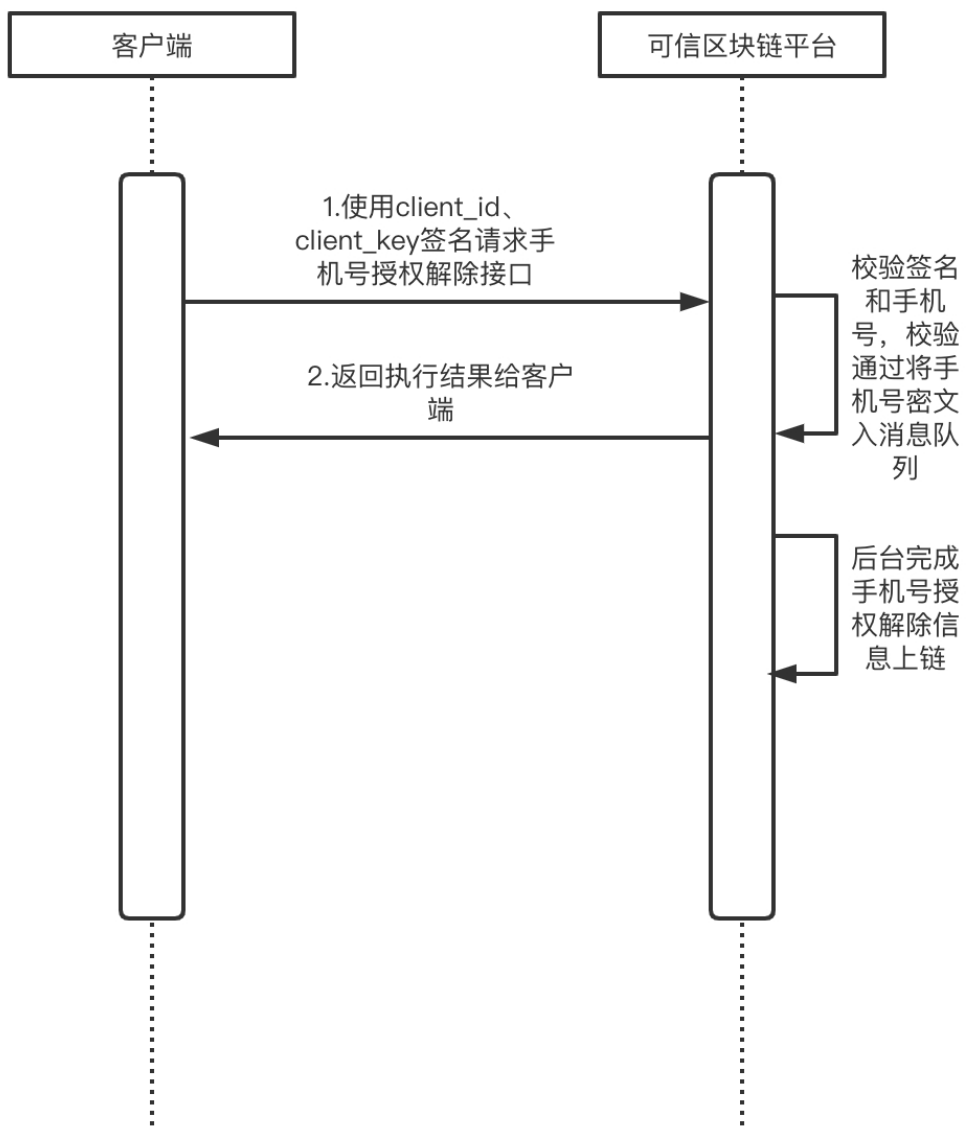 客户端
可信区块链平台
1.使用client_id、
client_key签名请求手
机号授权解除接口
校验签名
和手机
号，校验
通过将手
机号密文
入消息队
列
2.返回执行结果给客户
端
后台完成
手机号授
权解除信
息上链